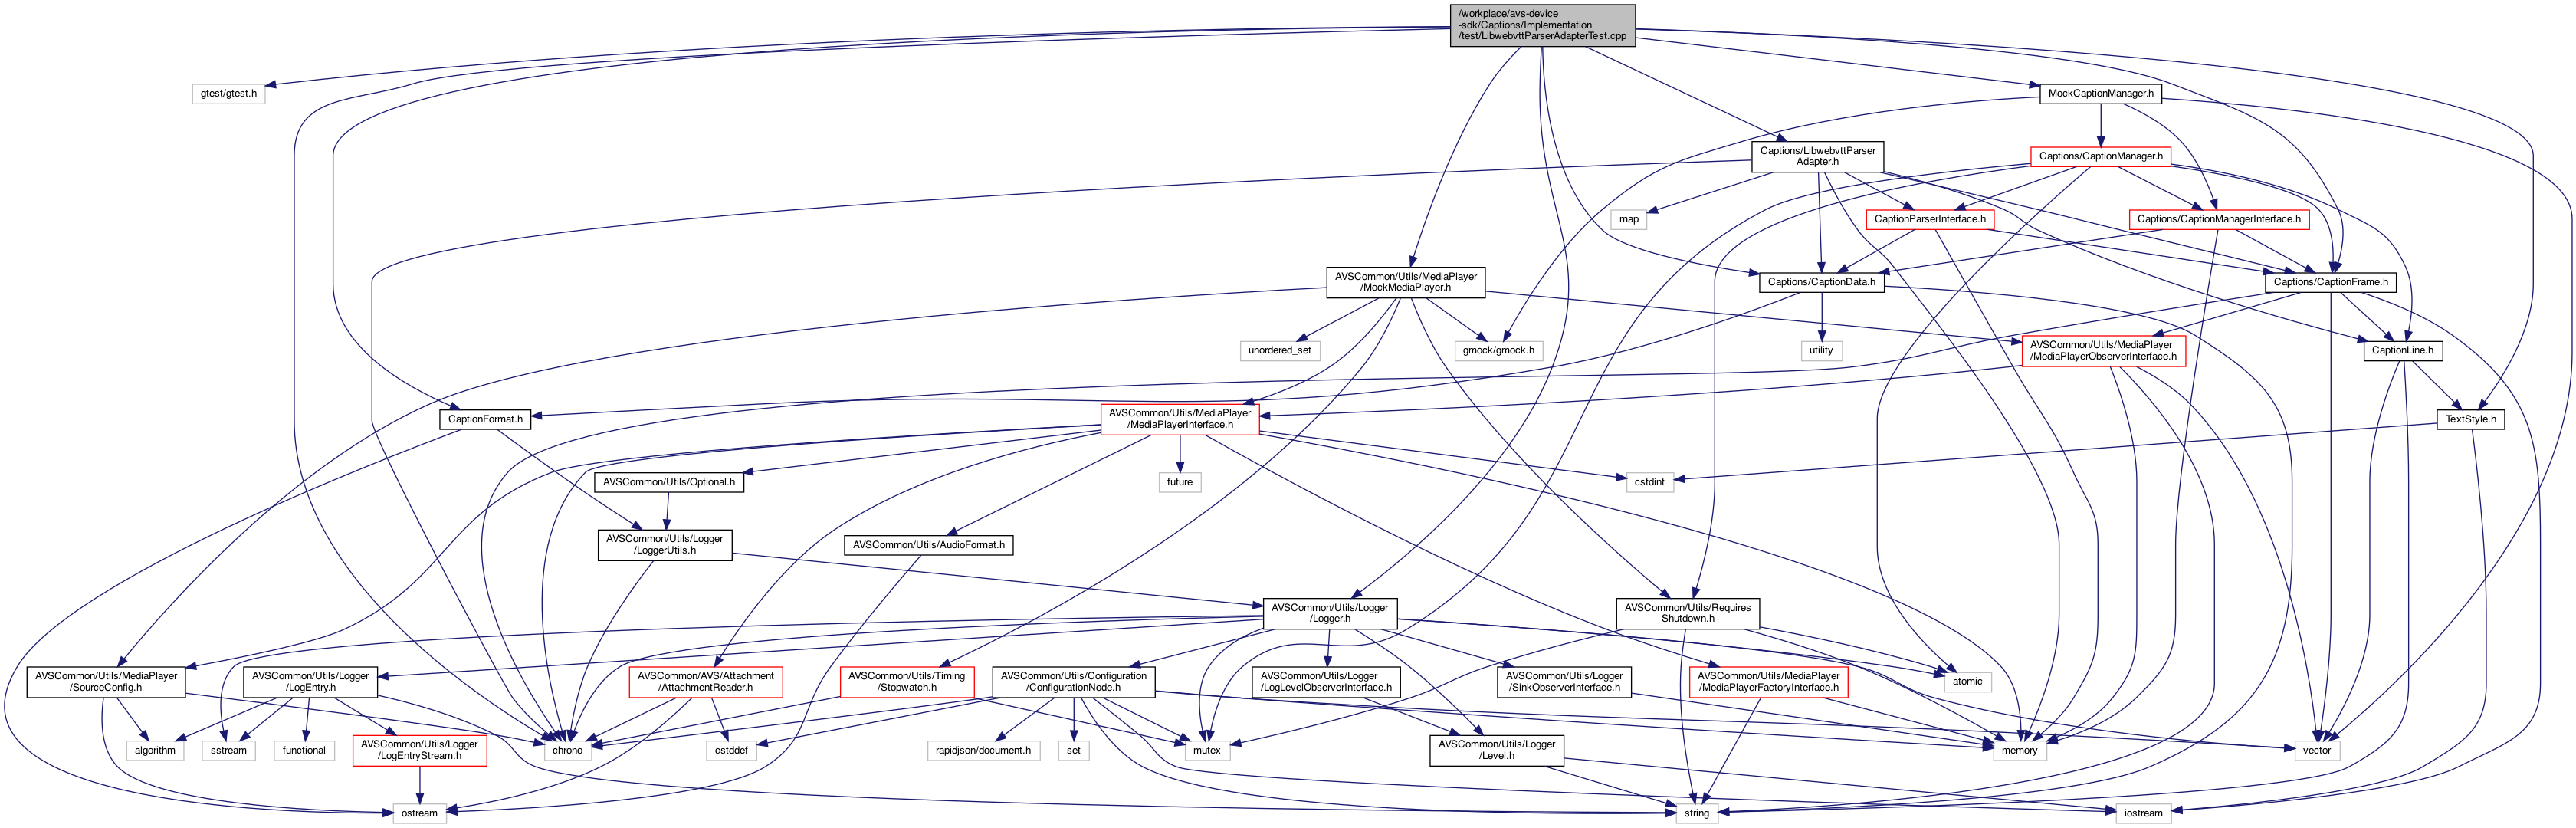 /workplace/avs-device
-sdk/Captions/Implementation
/test/LibwebvttParserAdapterTest.cpp
gtest/gtest.h
MockCaptionManager.h
Captions/LibwebvttParser
Adapter.h
Captions/CaptionManager.h
map
CaptionParserInterface.h
Captions/CaptionManagerInterface.h
AVSCommon/Utils/MediaPlayer
/MockMediaPlayer.h
Captions/CaptionData.h
Captions/CaptionFrame.h
unordered_set
gmock/gmock.h
utility
AVSCommon/Utils/MediaPlayer
/MediaPlayerObserverInterface.h
CaptionLine.h
CaptionFormat.h
AVSCommon/Utils/MediaPlayer
/MediaPlayerInterface.h
TextStyle.h
AVSCommon/Utils/Optional.h
future
cstdint
AVSCommon/Utils/Logger
/LoggerUtils.h
AVSCommon/Utils/AudioFormat.h
AVSCommon/Utils/Logger
/Logger.h
AVSCommon/Utils/Requires
Shutdown.h
AVSCommon/Utils/MediaPlayer
/SourceConfig.h
AVSCommon/Utils/Logger
/LogEntry.h
AVSCommon/AVS/Attachment
/AttachmentReader.h
AVSCommon/Utils/Timing
/Stopwatch.h
AVSCommon/Utils/Configuration
/ConfigurationNode.h
AVSCommon/Utils/Logger
/LogLevelObserverInterface.h
AVSCommon/Utils/Logger
/SinkObserverInterface.h
AVSCommon/Utils/MediaPlayer
/MediaPlayerFactoryInterface.h
atomic
algorithm
sstream
functional
AVSCommon/Utils/Logger
/LogEntryStream.h
chrono
cstddef
rapidjson/document.h
set
mutex
AVSCommon/Utils/Logger
/Level.h
memory
vector
ostream
string
iostream